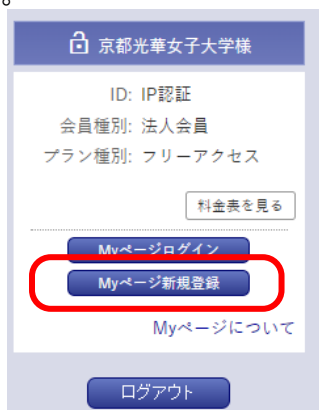 。
京都光華女子大学様
ID: IP認証
会員種別: 法人会員
プラン種別: フリーアクセス
料金表を見る
Myページログイン
Myページ新規登録
Myページについて
ログアウト